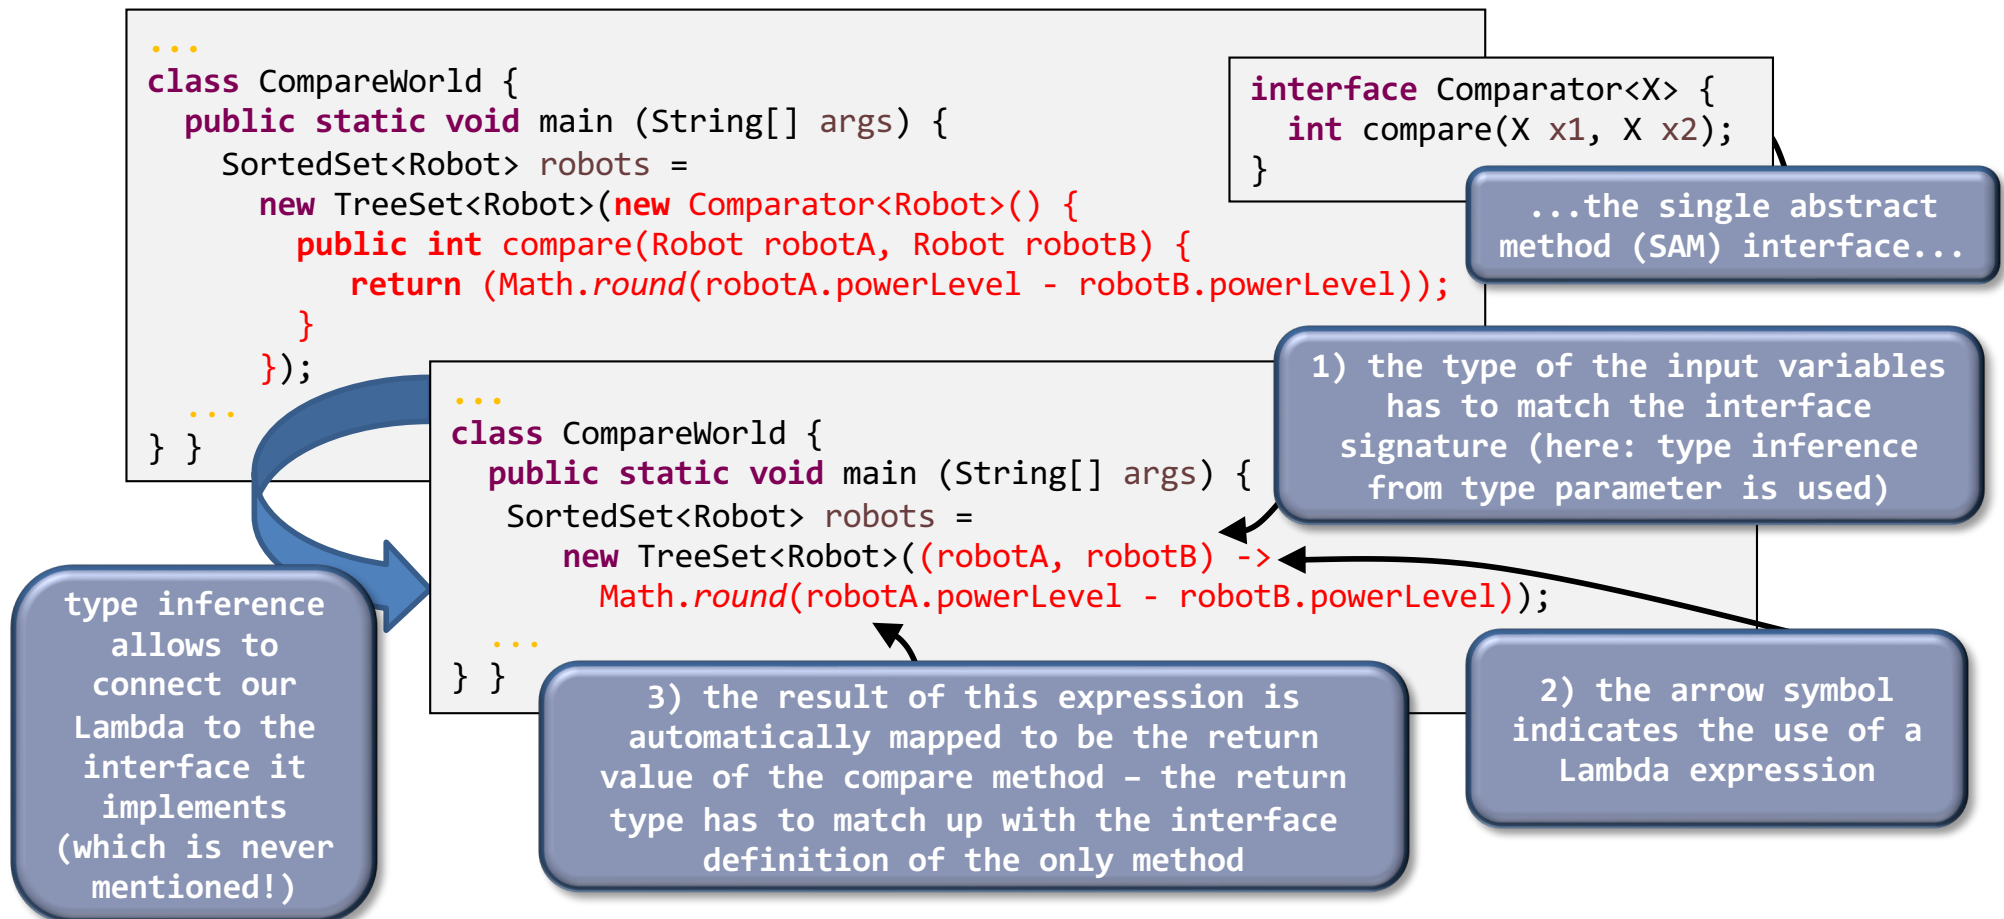 ...
class CompareWorld {
public static void main (String[] args) {
SortedSet<Robot> robots =
new TreeSet<Robot>(new Comparator<Robot>() {
public int compare(Robot robotA, Robot robotB) {
return (Math.round(robotA.powerLevel - robotB.powerLevel));
}
});
...
} }
interface Comparator<X> {
int compare(X x1, X x2);
}
...the single abstract
method (SAM) interface...
...
class CompareWorld {
public static void main (String[] args) {
SortedSet<Robot> robots =
new TreeSet<Robot>((robotA, robotB) ->
Math.round(robotA.powerLevel - robotB.powerLevel));
...
} }
1) the type of the input variables
has to match the interface
signature (here: type inference
from type parameter is used)
type inference
allows to
connect our
Lambda to the
interface it
implements
(which is never
mentioned!)
3) the result of this expression is
automatically mapped to be the return
value of the compare method – the return
type has to match up with the interface
definition of the only method
2) the arrow symbol
indicates the use of a
Lambda expression